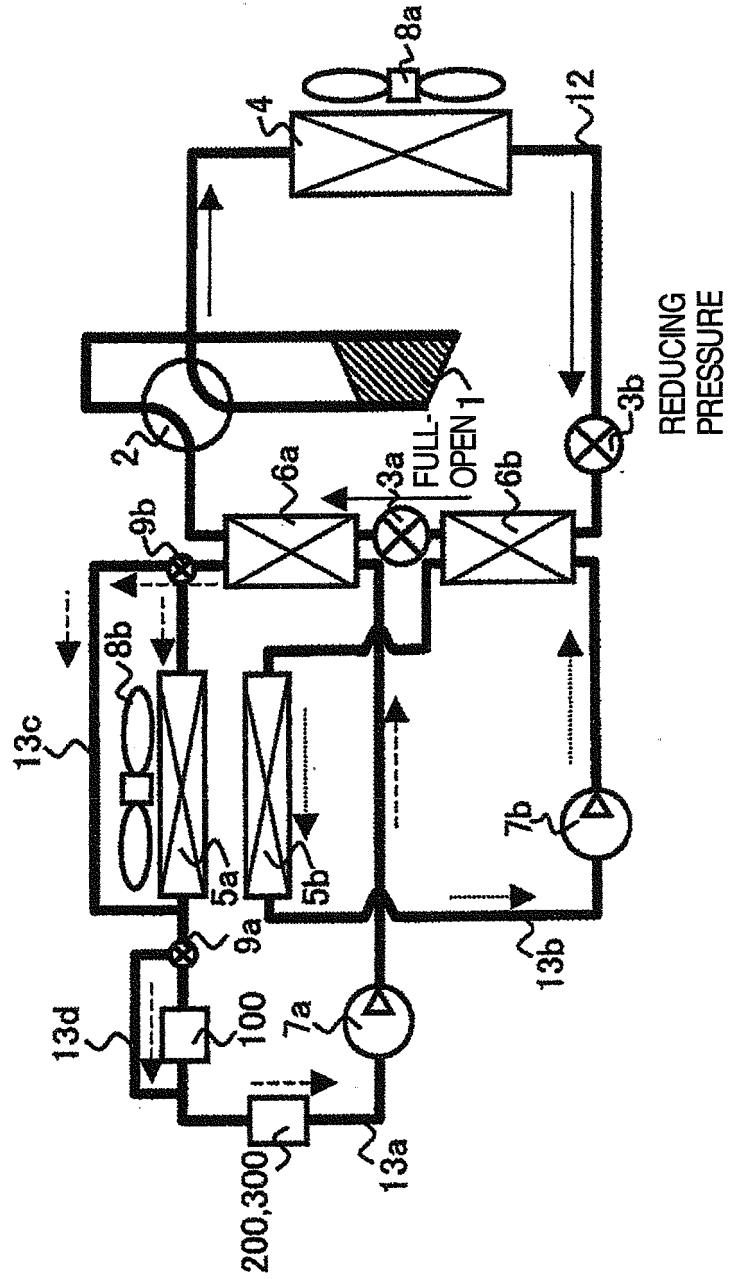 8a
4
12
2
1
REDUCING
PRESSURE
3b
FULL-
OPEN
3a
6a
6b
9b
8b
13c
5a
5b
7b
9a
13b
13d
100
7a
200,300
13a